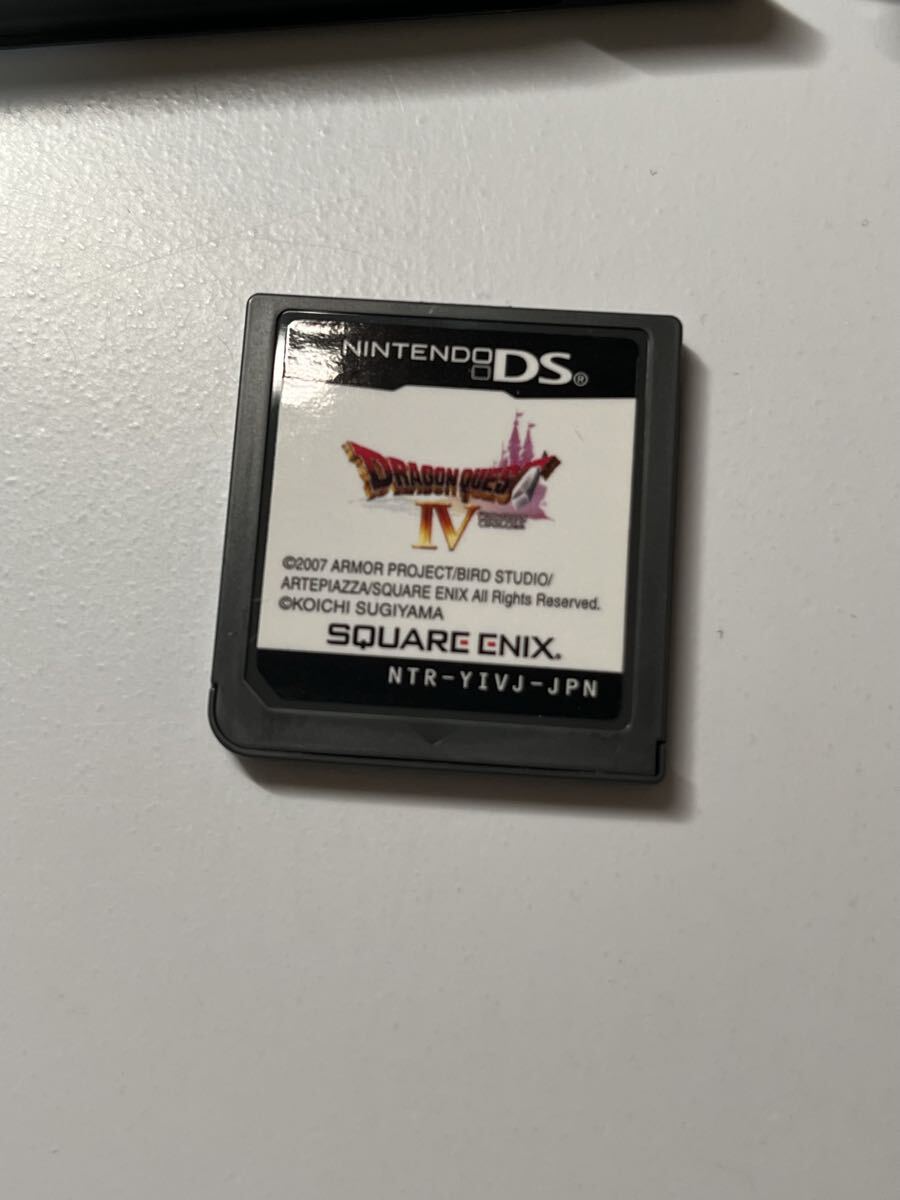 NINTENDO DS®
DRAGON QUEST
IV
©2007 ARMOR PROJECT/BIRD STUDIO/
ARTEPIAZZA/SQUARE ENIX All Rights Reserved.
©KOICHI SUGIYAMA
SQUARE ENIX.
NTR-YIVJ-JPN